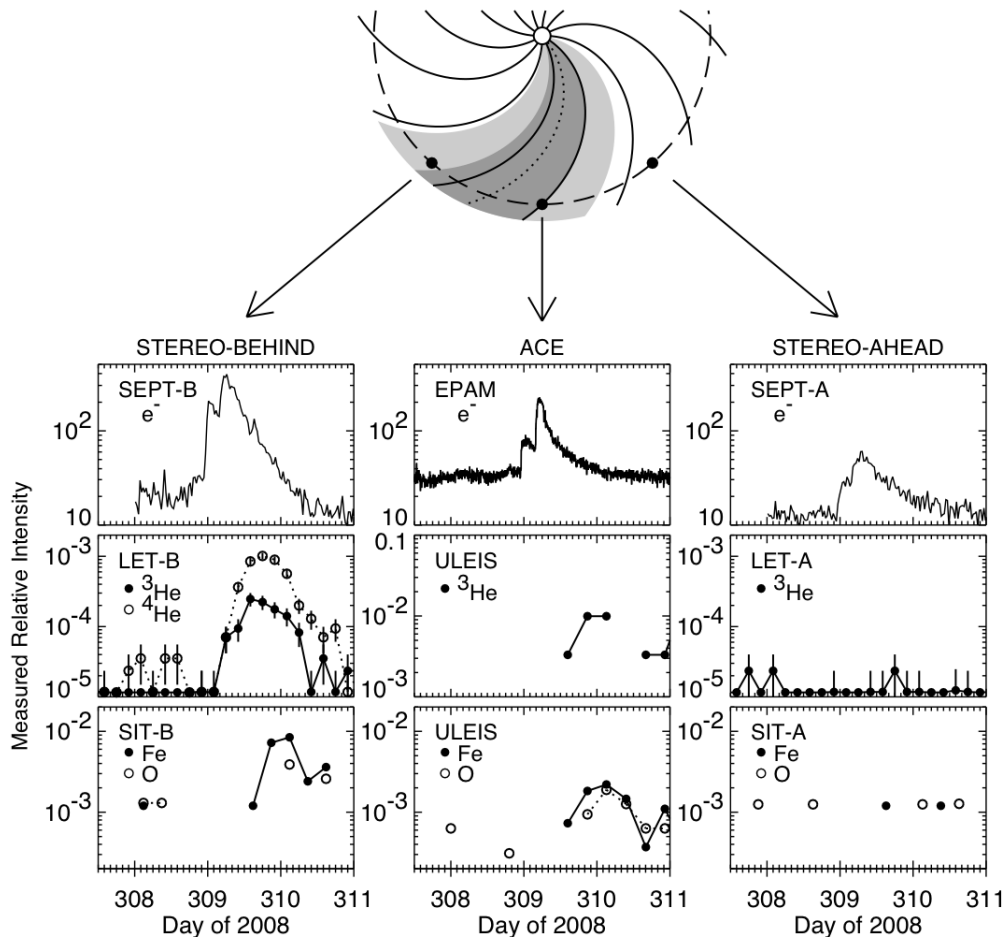 STEREO-BEHIND
ACE
STEREO-AHEAD
Measured Relative Intensity
SEPT-B
e-
10²
10
EPAM
e-
10²
10
SEPT-A
e-
10²
10
LET-B
³He
⁴He
10⁻³
10⁻⁴
10⁻⁵
ULEIS
³He
0.1
10⁻²
10⁻³
LET-A
³He
10⁻³
10⁻⁴
10⁻⁵
SIT-B
Fe
O
10⁻²
10⁻³
ULEIS
Fe
O
10⁻²
10⁻³
SIT-A
Fe
O
10⁻²
10⁻³
308 309 310 311
308 309 310 311
308 309 310 311
Day of 2008
Day of 2008
Day of 2008